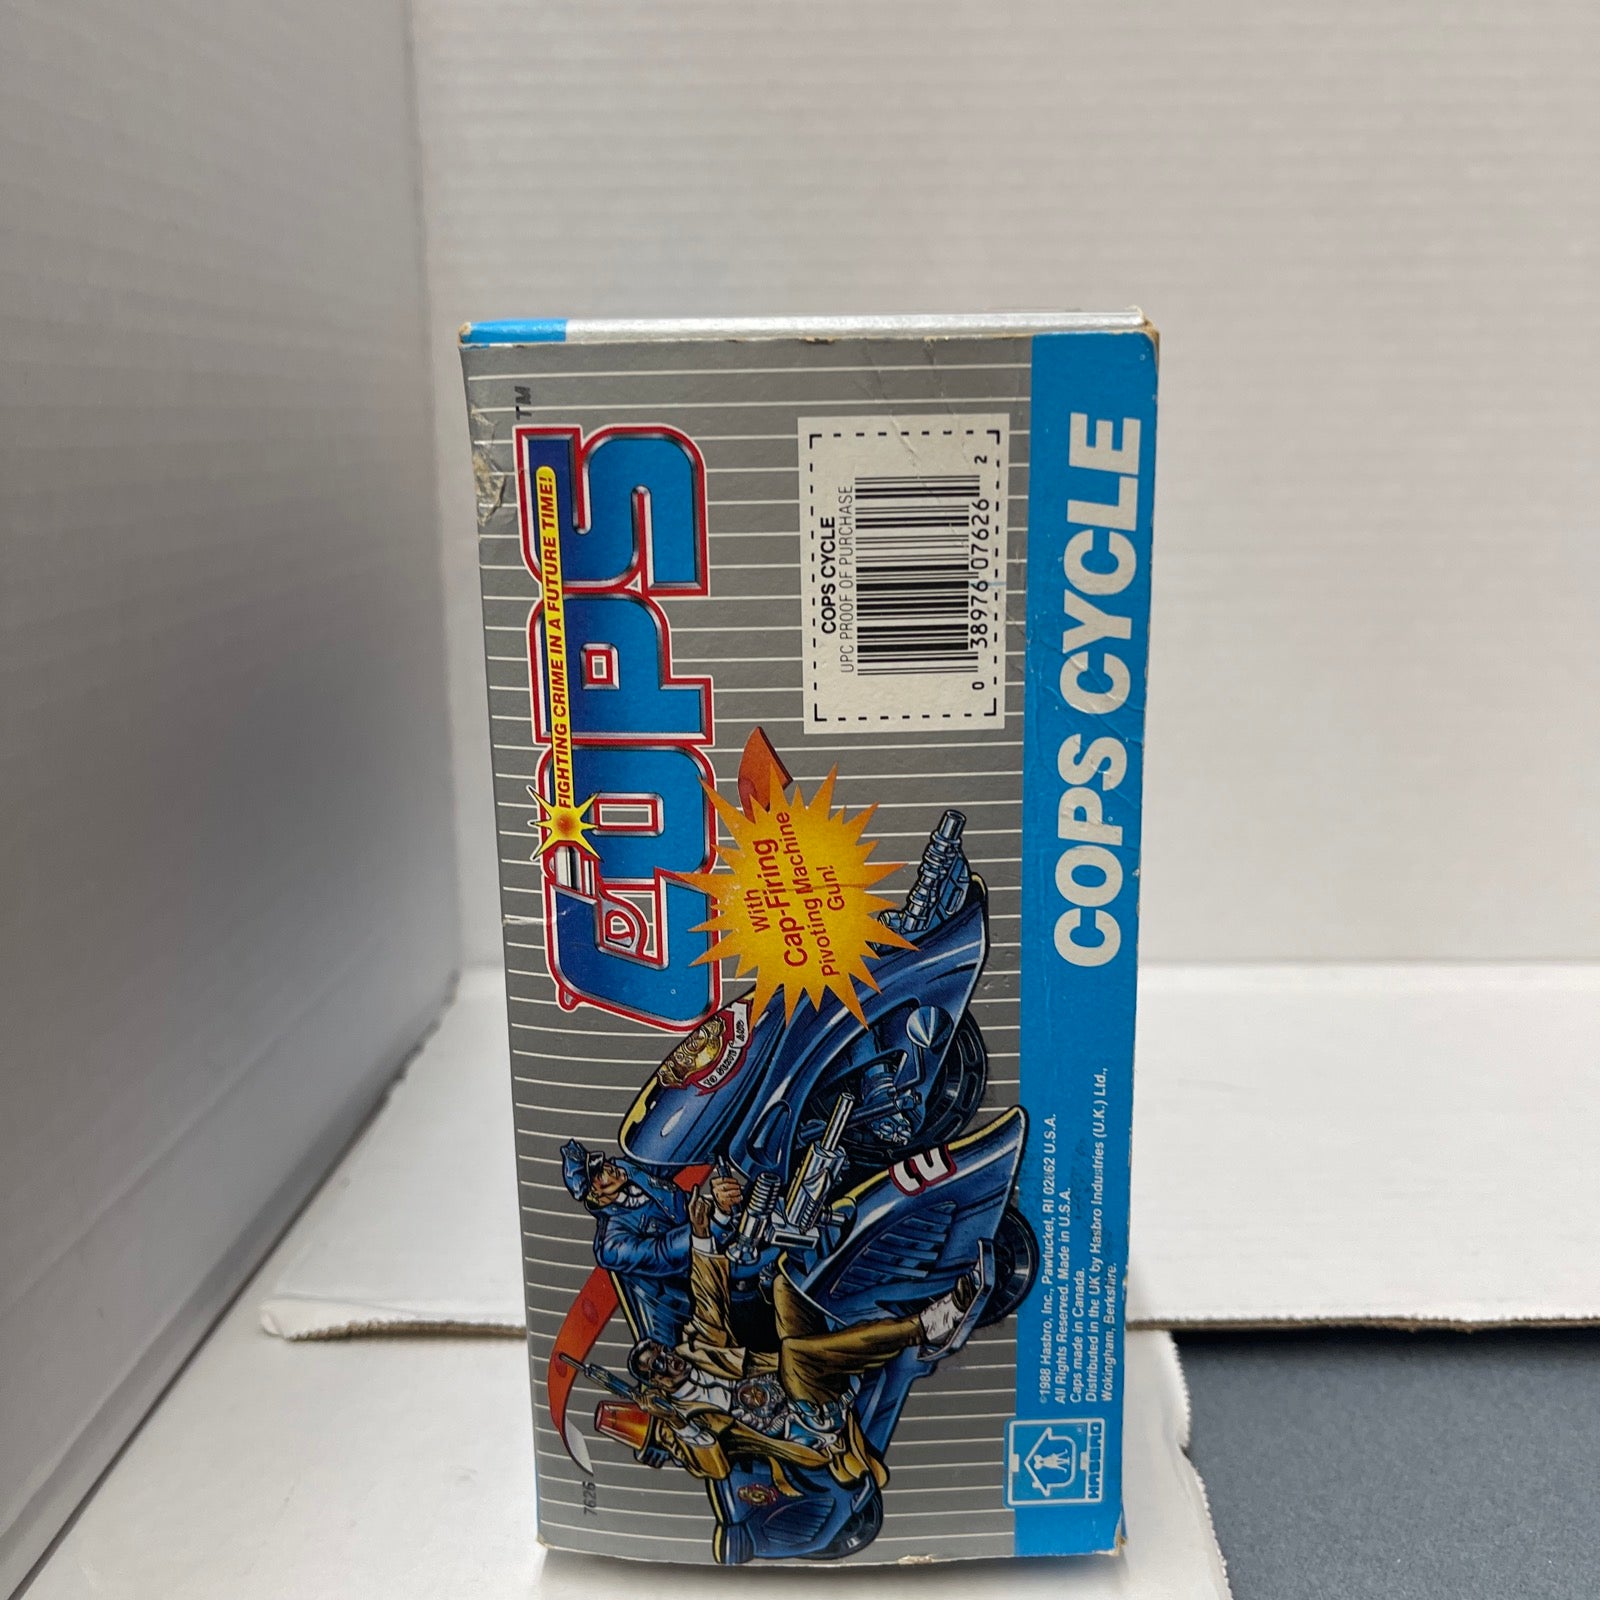 COPS™
FIGHTING CRIME IN A FUTURE TIME!
With
Cap-Firing
Pivoting Machine
Gun!
COPS CYCLE
UPC PROOF OF PURCHASE
0 38976 07626 2
2
7626
COPS CYCLE
©1988 Hasbro, Inc., Pawtucket, RI 02862 U.S.A.
All Rights Reserved. Made in U.S.A.
Caps made in Canada.
Distributed in the UK by Hasbro Industries (U.K.) Ltd.,
Wokingham, Berkshire.
HASBRO